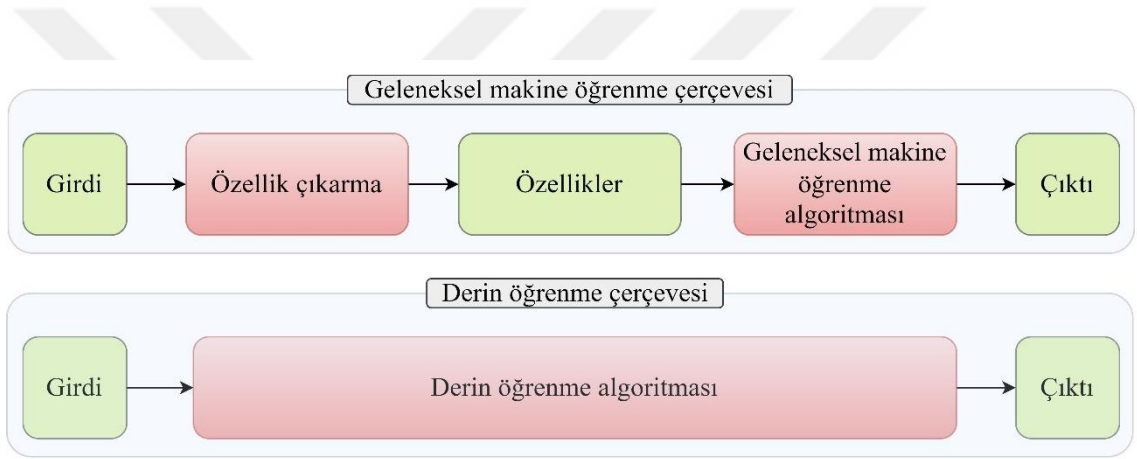 Geleneksel makine öğrenme çerçevesi
Girdi
Özellik çıkarma
Özellikler
Geleneksel makine
öğrenme
algoritması
Çıktı
Derin öğrenme çerçevesi
Girdi
Derin öğrenme algoritması
Çıktı